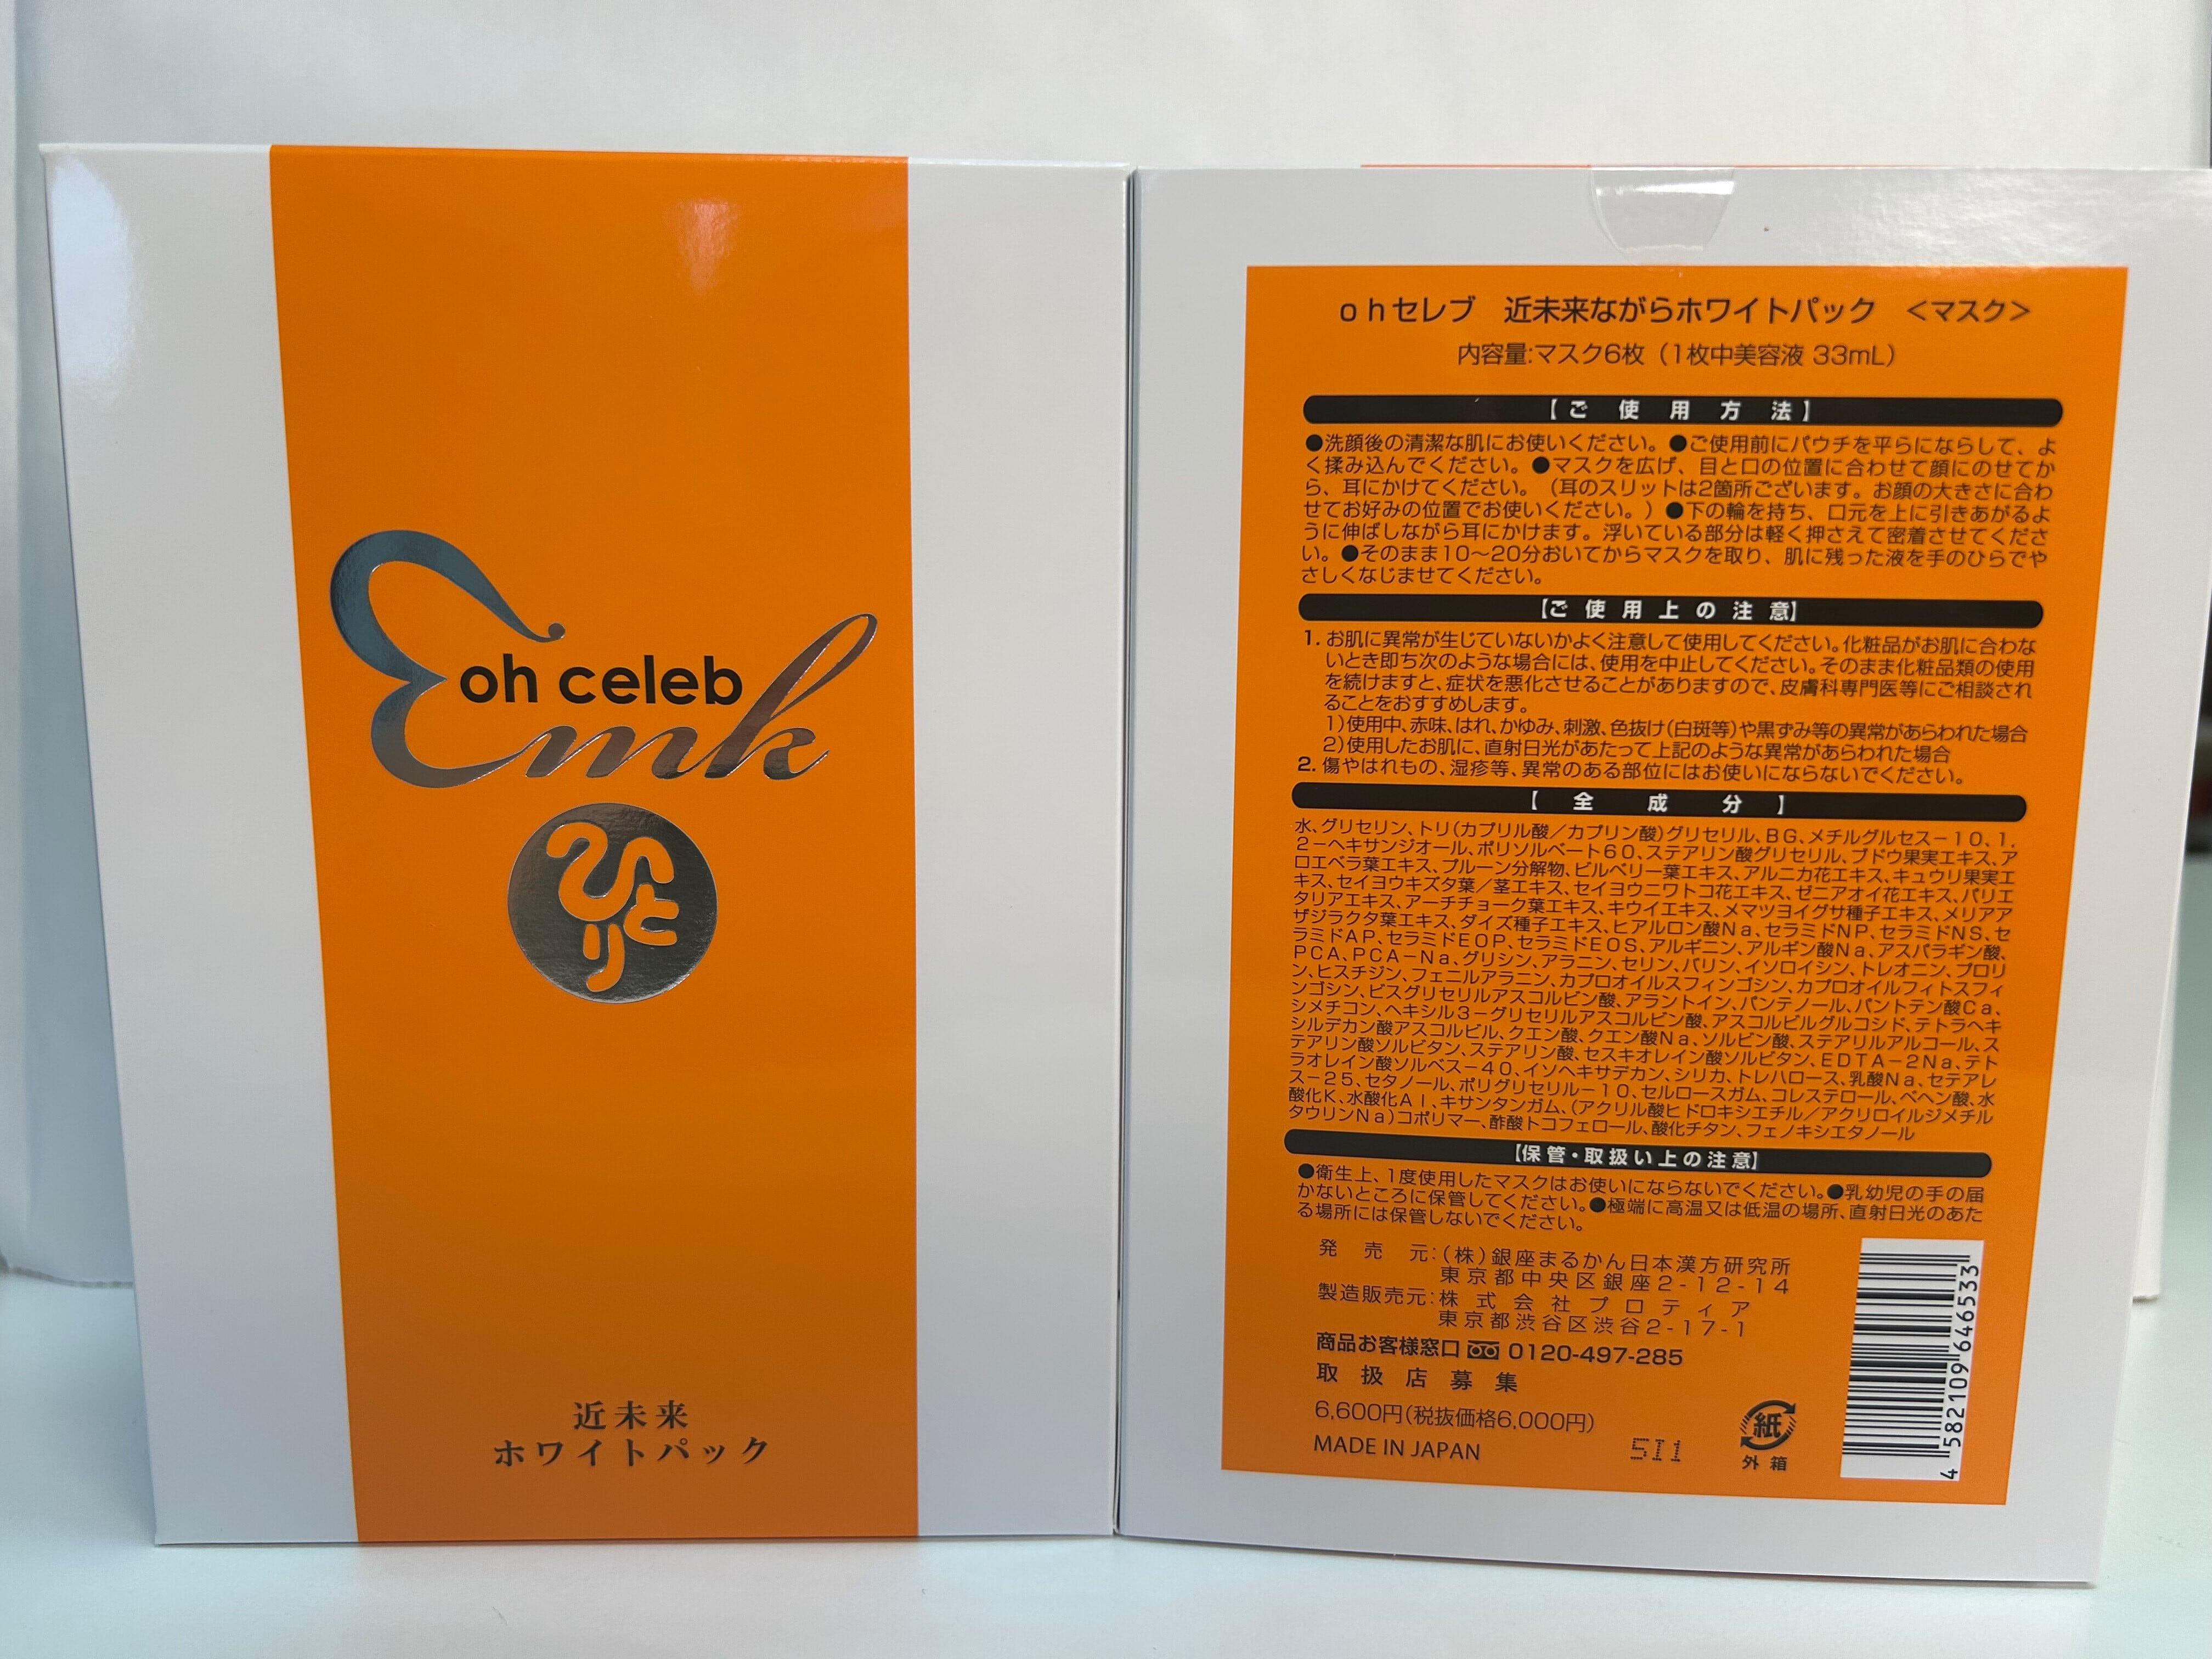 oh celeb
Emk
ひとり
近未来
ホワイトパック
ohセレブ 近未来ながらホワイトパック <マスク>
内容量:マスク6枚（1枚中美容液 33mL）
【ご使用方法】
●洗顔後の清潔な肌にお使いください。●ご使用前にパウチを平らにならして、よ
く揉み込んでください。●マスクを広げ、目と口の位置に合わせて顔にのせてか
ら、耳にかけてください。（耳のスリットは2箇所ございます。お顔の大きさに合わ
せてお好みの位置でお使いください。）●下の輪を持ち、口元を上に引きあがるよ
うに伸ばしながら耳にかけます。浮いている部分は軽く押さえて密着させてくださ
い。●そのまま10〜20分おいてからマスクを取り、肌に残った液を手のひらでや
さしくなじませてください。
【ご使用上の注意】
1. お肌に異常が生じていないかよく注意して使用してください。化粧品がお肌に合わな
いとき即ち次のような場合には、使用を中止してください。そのまま化粧品類の使用
を続けますと、症状を悪化させることがありますので、皮膚科専門医等にご相談され
ることをおすすめします。
1)使用中、赤味、はれ、かゆみ、刺激、色抜け(白斑等)や黒ずみ等の異常があらわれた場合
2)使用したお肌に、直射日光があたって上記のような異常があらわれた場合
2. 傷やはれもの、湿疹等、異常のある部位にはお使いにならないでください。
【全成分】
水、グリセリン、トリ(カプリル酸／カプリン酸)グリセリル、BG、メチルグルセス－10、1,
2－ヘキサンジオール、ポリソルベート60、ステアリン酸グリセリル、ブドウ果実エキス、ア
ロエベラ葉エキス、プルーン分解物、ビルベリー葉エキス、アルニカ花エキス、キュウリ果実エ
キス、セイヨウキズタ葉／茎エキス、セイヨウニワトコ花エキス、ゼニアオイ花エキス、パリエ
タリアエキス、アーチチョーク葉エキス、キウイエキス、メマツヨイグサ種子エキス、メリアア
ザジラクタ葉エキス、ダイズ種子エキス、ヒアルロン酸Na、セラミドNP、セラミドNS、セ
ラミドAP、セラミドEOP、セラミドEOS、アルギニン、アルギン酸Na、アスパラギン酸、
PCA、PCA－Na、グリシン、アラニン、セリン、バリン、イソロイシン、トレオニン、プロリ
ン、ヒスチジン、フェニルアラニン、カプロオイルスフィンゴシン、カプロオイルフィトスフィ
ンゴシン、ビスグリセリルアスコルビン酸、アラントイン、パンテノール、パントテン酸Ca、
シメチコン、ヘキシル3－グリセリルアスコルビン酸、アスコルビルグルコシド、テトラヘキ
シルデカン酸アスコルビル、クエン酸、クエン酸Na、ソルビン酸、ステアリルアルコール、ス
テアリン酸ソルビタン、ステアリン酸、セスキオレイン酸ソルビタン、EDTA－2Na、テト
ラオレイン酸ソルベス－40、イソヘキサデカン、シリカ、トレハロース、乳酸Na、セテアレ
ス－25、セタノール、ポリグリセリル－10、セルロースガム、コレステロール、ベヘン酸、水
酸化K、水酸化Al、キサンタンガム、(アクリル酸ヒドロキシエチル／アクリロイルジメチル
タウリンNa)コポリマー、酢酸トコフェロール、酸化チタン、フェノキシエタノール
【保管・取扱い上の注意】
●衛生上、1度使用したマスクはお使いにならないでください。●乳幼児の手の届
かないところに保管してください。●極端に高温又は低温の場所、直射日光のあた
る場所には保管しないでください。
発売元:(株)銀座まるかん日本漢方研究所
東京都中央区銀座2-12-14
製造販売元:株式会社プロティア
東京都渋谷区渋谷2-17-1
商品お客様窓口 0120-497-285
取扱店募集
6,600円(税抜価格6,000円)
MADE IN JAPAN
5I1
紙
外箱
4582109646533